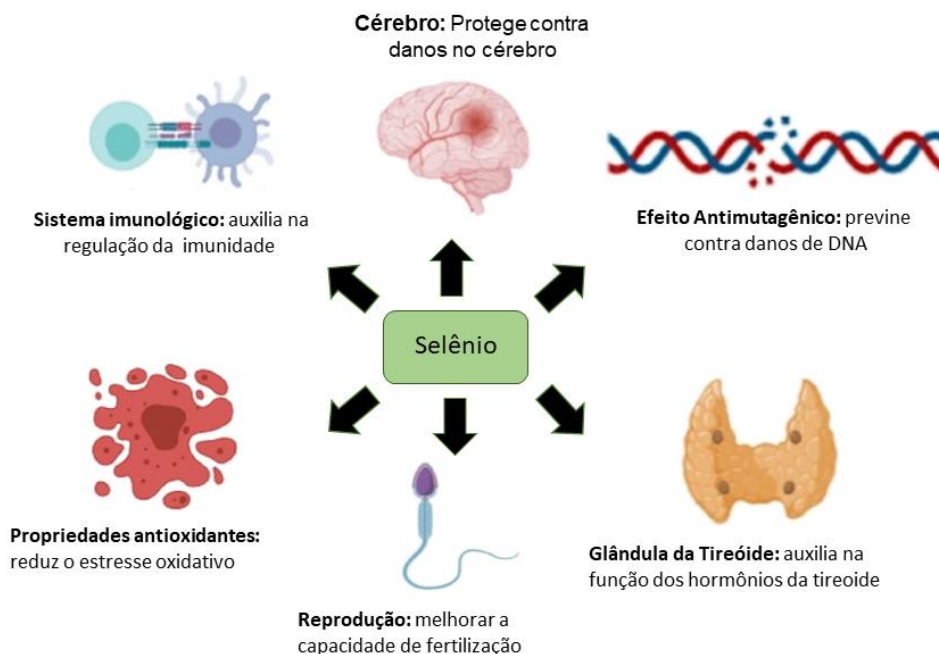 Cérebro: Protege contra
danos no cérebro
Sistema imunológico: auxilia na
regulação da imunidade
Efeito Antimutagênico: previne
contra danos de DNA
Selênio
Propriedades antioxidantes:
reduz o estresse oxidativo
Reprodução: melhorar a
capacidade de fertilização
Glândula da Tireóide: auxilia na
função dos hormônios da tireoide